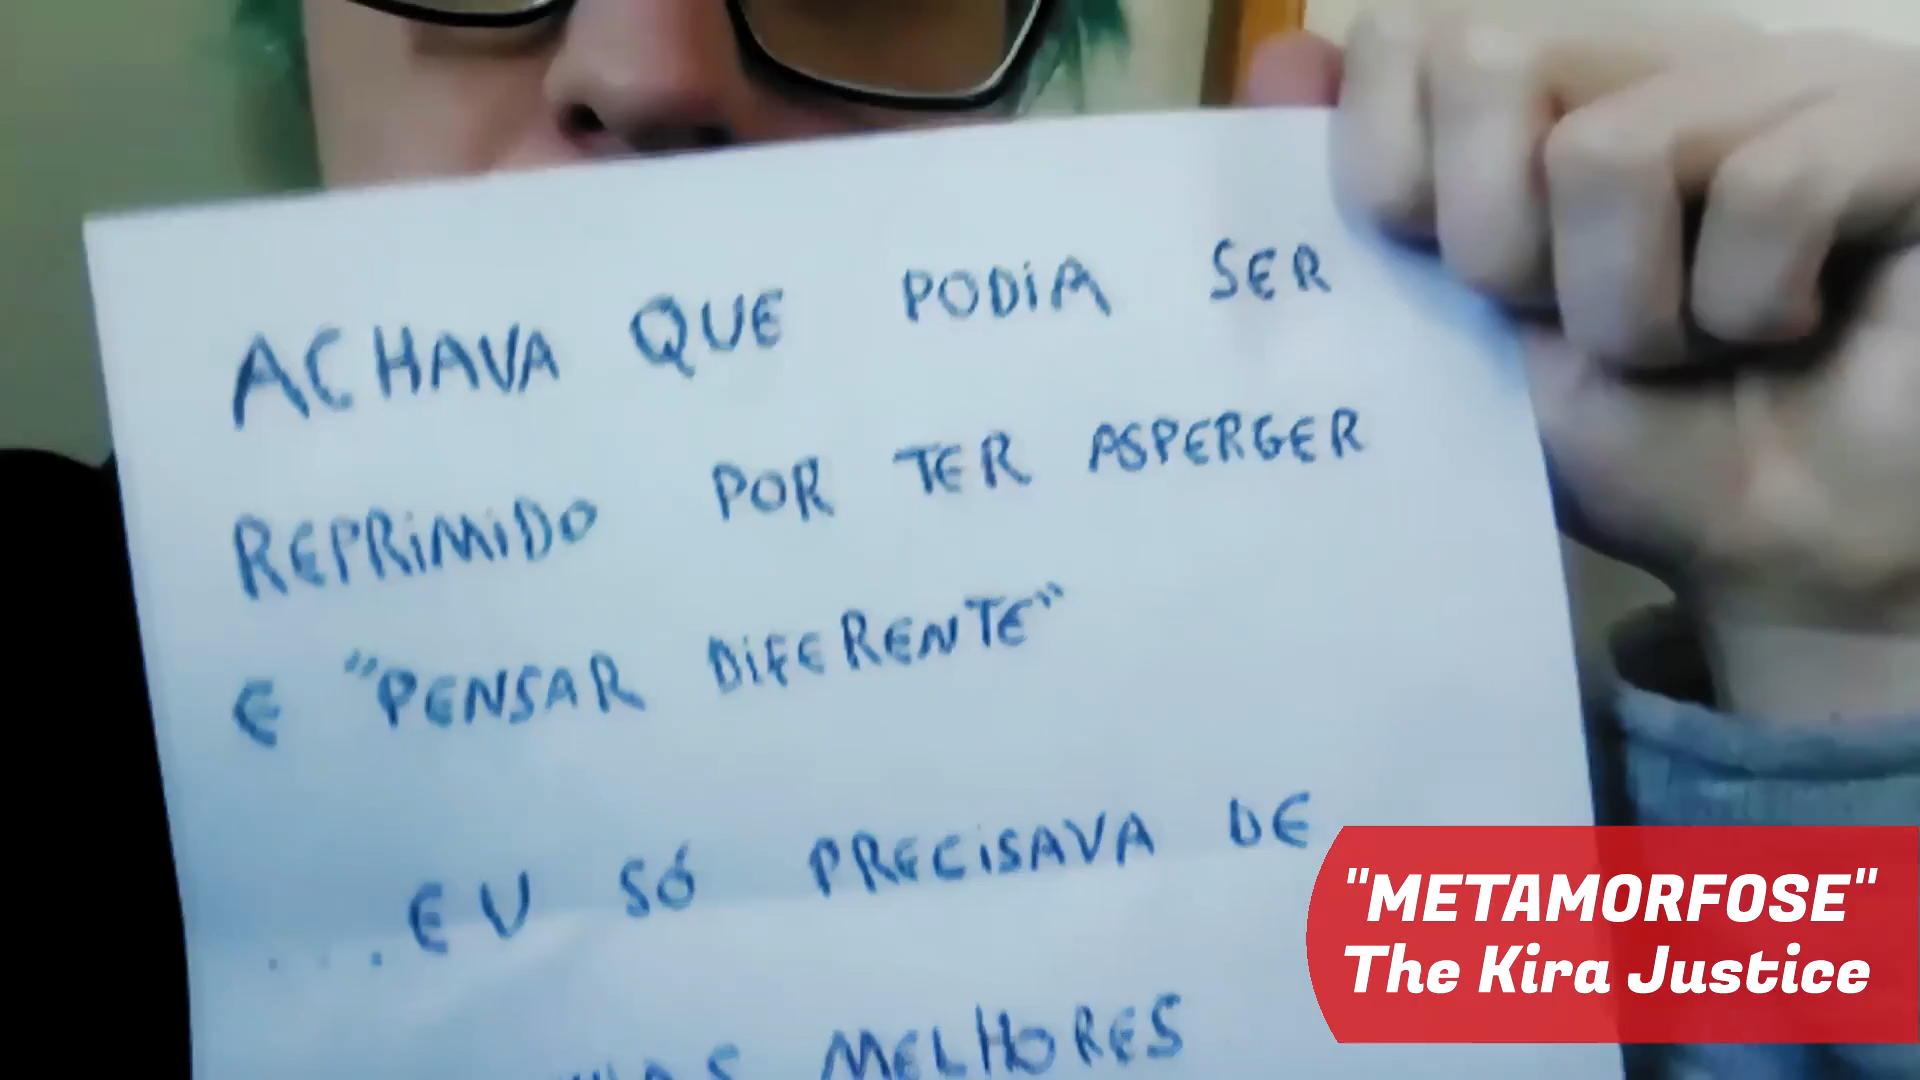 ACHAVA QUE PODIA SER
REPRIMIDO POR TER ASPERGER
E "PENSAR DIFERENTE"
...EU SÓ PRECISAVA DE
MELHORES
"METAMORFOSE"
The Kira Justice